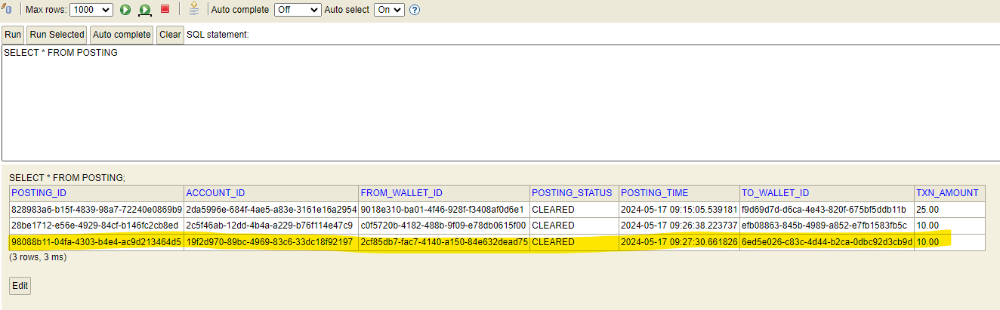 Max rows: 1000 Auto complete Off Auto select On ?
Run Run Selected Auto complete Clear SQL statement:
SELECT * FROM POSTING
SELECT * FROM POSTING;
POSTING_ID ACCOUNT_ID FROM_WALLET_ID POSTING_STATUS POSTING_TIME TO_WALLET_ID TXN_AMOUNT
828983a6-b15f-4839-98a7-72240e0869b9 2da5996e-684f-4ae5-a83e-3161e16a2954 9018e310-ba01-4f46-928f-f3408af0d6e1 CLEARED 2024-05-17 09:15:05.539181 f9d69d7d-d6ca-4e43-820f-675bf5ddb11b 25.00
28be1712-e56e-4929-84cf-b146fc2cb8ed 2c5f46ab-12dd-4b4a-a229-b76f114e47c9 c0f5720b-4182-488b-9f09-e78db0615f00 CLEARED 2024-05-17 09:26:38.223737 efb08863-845b-4989-a852-e7fb1583fb5c 10.00
98088b11-04fa-4303-b4e4-ac9d213464d5 19f2d970-89bc-4969-83c6-33dc18f92197 2cf85db7-fac7-4140-a150-84e632dead75 CLEARED 2024-05-17 09:27:30.661826 6ed5e026-c83c-4d44-b2ca-0dbc92d3cb9d 10.00
(3 rows, 3 ms)
Edit